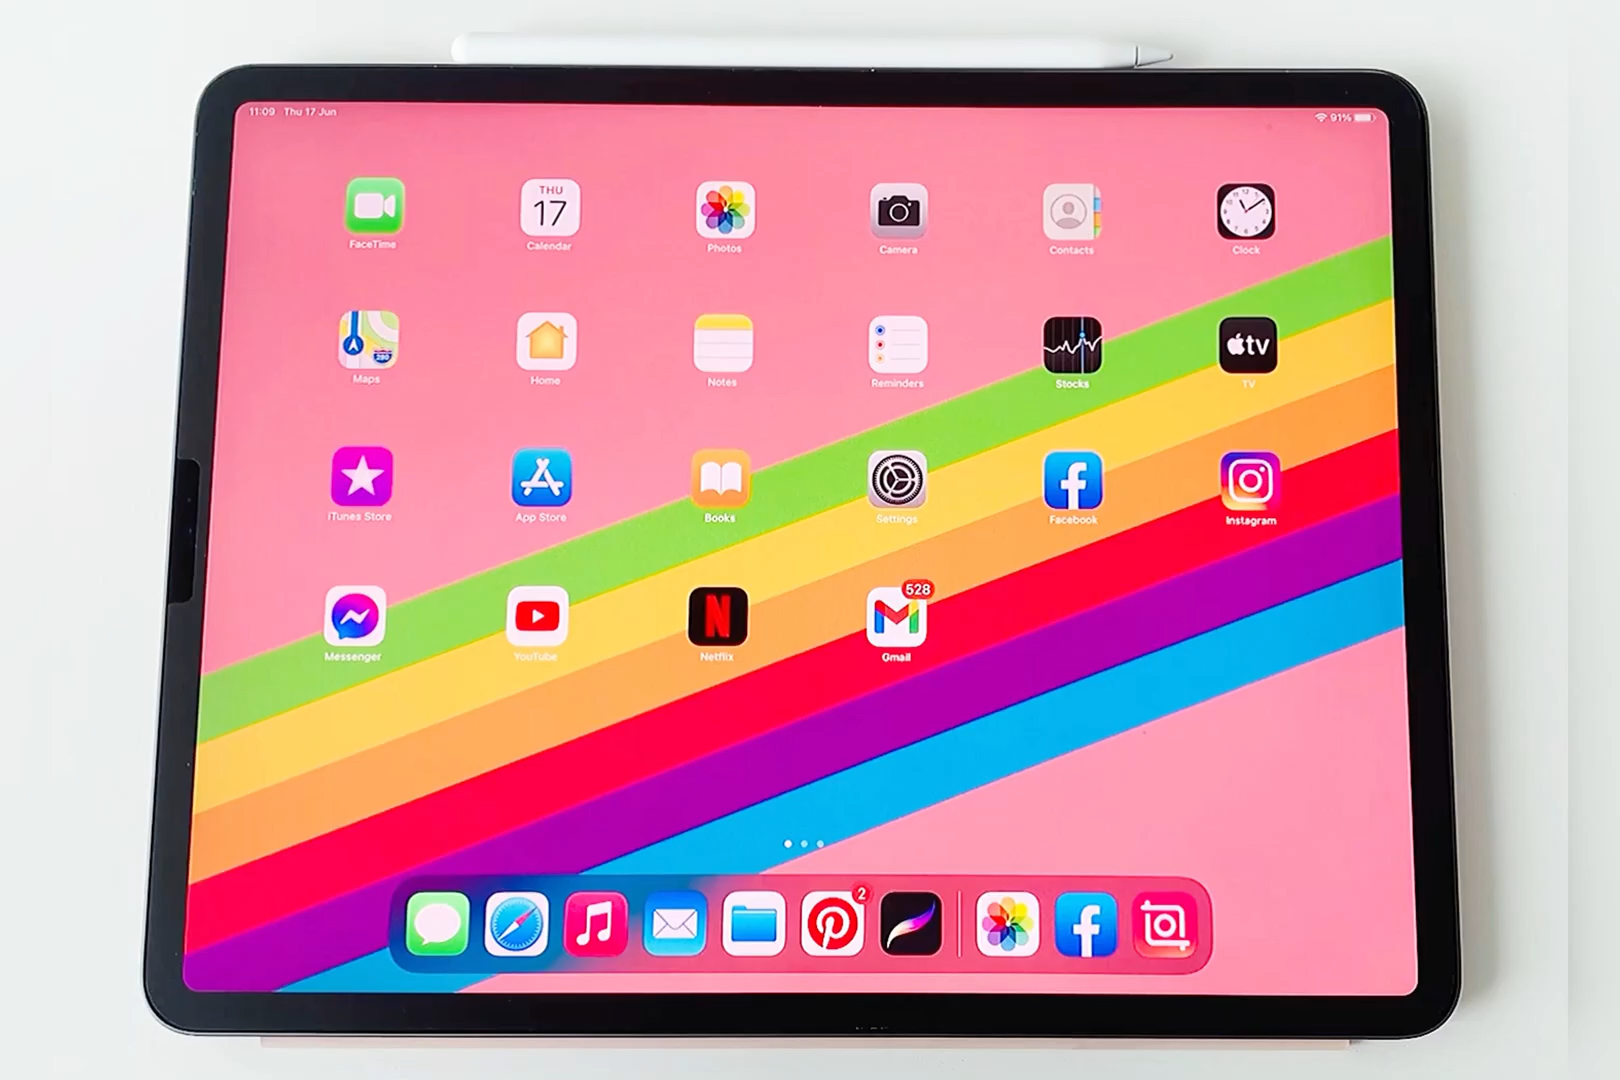 11:09 Thu 17 Jun
91%
THU
17
FaceTime
Calendar
Photos
Camera
Contacts
Clock
280
tv
Maps
Home
Notes
Reminders
Stocks
TV
iTunes Store
App Store
Books
Settings
Facebook
Instagram
528
Messenger
YouTube
Netflix
Gmail
2